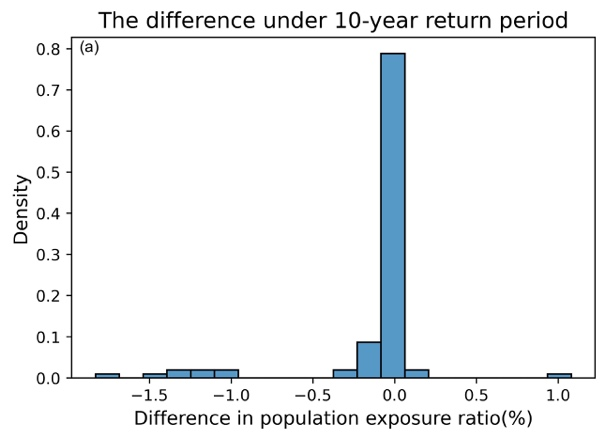 The difference under 10-year return period
(a)
0.8
0.7
0.6
0.5
0.4
0.3
0.2
0.1
0.0
Density
−1.5 −1.0 −0.5 0.0 0.5 1.0
Difference in population exposure ratio(%)